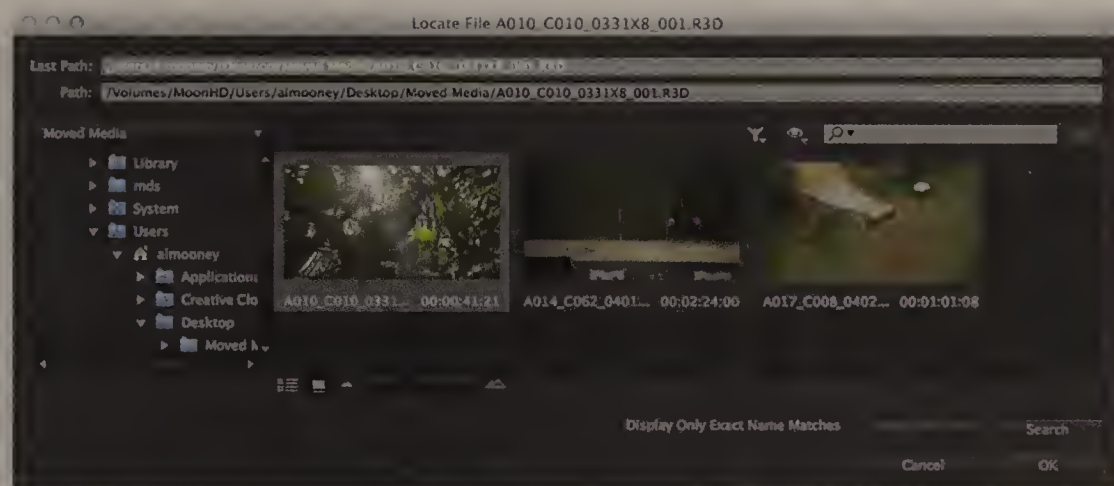 Locate File A010_C010_0331X8_001.R3D
Last Path:
Path: /Volumes/MoonHD/Users/almooney/Desktop/Moved Media/A010_C010_0331X8_001.R3D
Moved Media
Library
mds
System
Users
almooney
Applications
Creative Clo
Desktop
Moved M
A010_C010_0331... 00:00:41:21
A014_C062_0401... 00:02:24:00
A017_C008_0402... 00:01:01:08
Display Only Exact Name Matches
Search
Cancel
OK